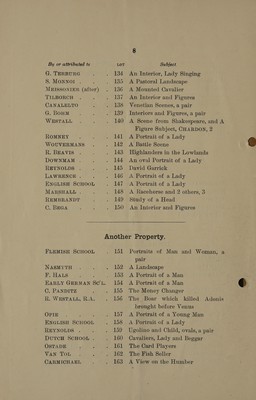 8
By or attributed to LOT Subject
G. TERBURG . . 134 An Interior, Lady Singing
S. MONNOI . . . 135 A Pastoral Landscape
MEISSONIER (after) . 136 A Mounted Cavalier
TILBORCH . . . 137 An Interior and Figures
CANALETTO . . 138 Venetian Scenes, a pair
G. BOHM . . . 139 Interiors and Figures, a pair
WESTALL . . . 140 A Scene from Shakespeare, and A
Figure Subject, CHARDON, 2
ROMNEY . . . 141 A Portrait of a Lady
WOUVERMANS . . 142 A Battle Scene
R. BEAVIS . . . 143 Highlanders in the Lowlands
DOWNMAN . . 144 An oval Portrait of a Lady
REYNOLDS . . . 145 David Garrick
LAWRENCE . . . 146 A Portrait of a Lady
ENGLISH SCHOOL . 147 A Portrait of a Lady
MARSHALL . . . 148 A Racehorse and 2 others, 3
REMBRANDT . . 149 Study of a Head
C. BEGA . . . 150 An Interior and Figures
Another Property.
FLEMISH SCHOOL . 151 Portraits of Man and Woman, a
pair
NASMYTH . . . 152 A Landscape
F. HALS . . . 153 A Portrait of a Man
EARLY GERMAN SC'L. . 154 A Portrait of a Man
C. PANDITZ . . 155 The Money Changer
R. WESTALL, R.A. . 156 The Boar which killed Adonis
brought before Venus
OPIE . . . 157 A Portrait of a Young Man
ENGLISH SCHOOL . 158 A Portrait of a Lady
REYNOLDS . . . 159 Ugolino and Child, ovals, a pair
DUTCH SCHOOL . 160 Cavaliers, Lady and Beggar
OSTADE . . . 161 The Card Players
VAN TOL . . . 162 The Fish Seller
CARMICHAEL . . 163 A View on the Humber